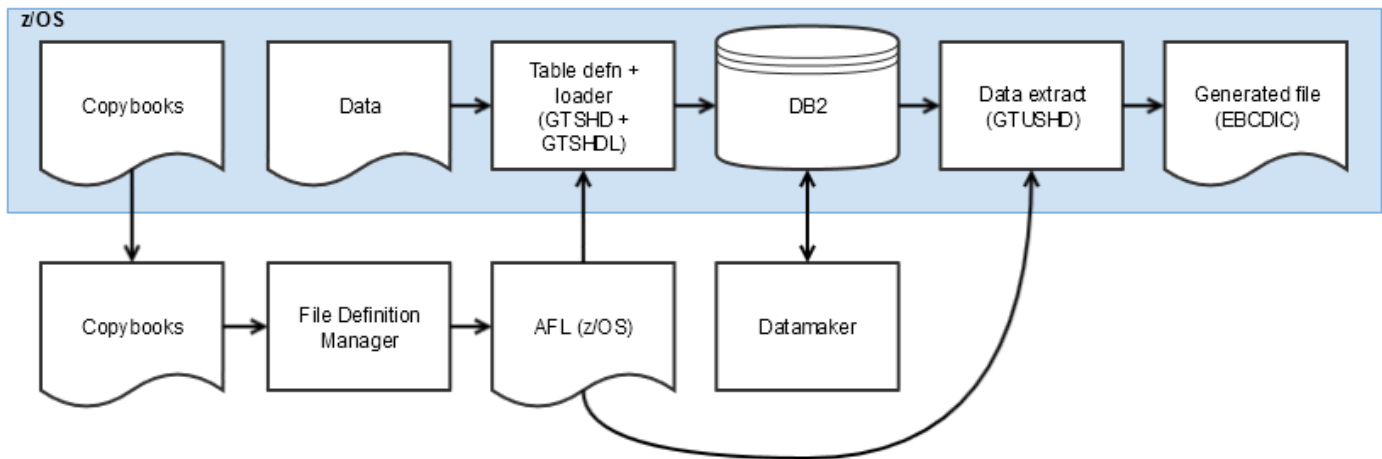 z/OS
Copybooks
Data
Table defn +
loader
(GTSHD +
GTSHDL)
DB2
Data extract
(GTUSHD)
Generated file
(EBCDIC)
Copybooks
File Definition
Manager
AFL (z/OS)
Datamaker